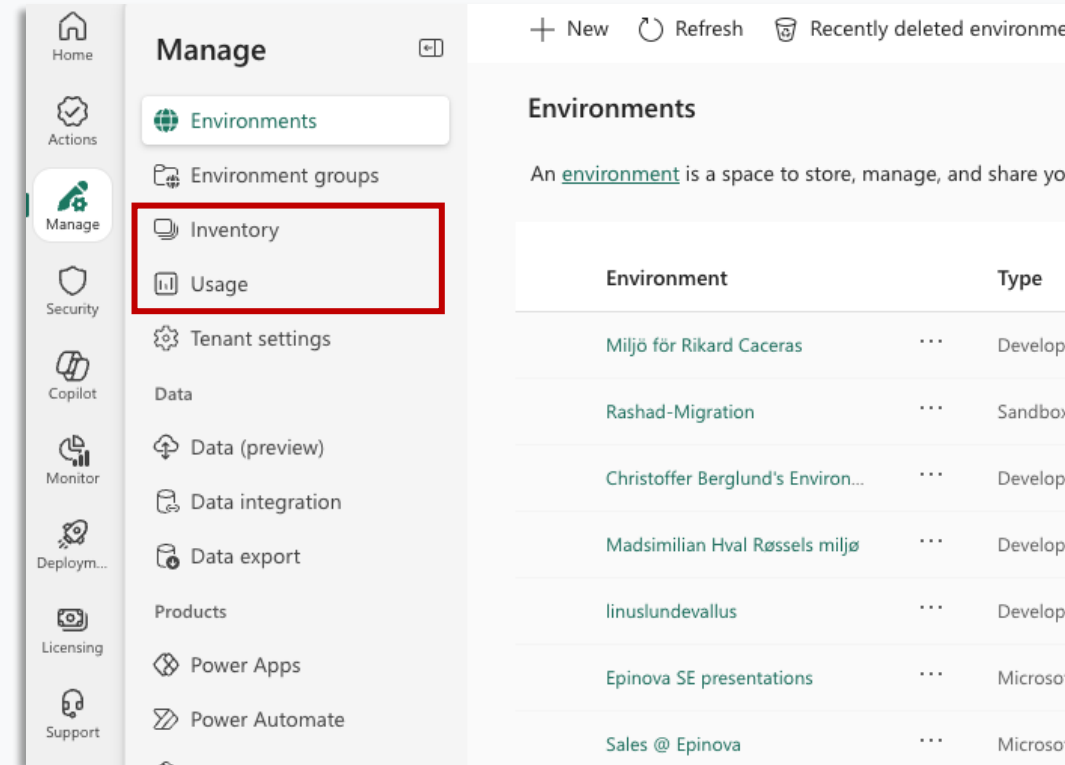 Home
Actions
Manage
Security
Copilot
Monitor
Deploym...
Licensing
Support
Manage
Environments
Environment groups
Inventory
Usage
Tenant settings
Data
Data (preview)
Data integration
Data export
Products
Power Apps
Power Automate
New Refresh Recently deleted environme
Environments
An environment is a space to store, manage, and share yo
Environment Type
Miljö för Rikard Caceras ... Develop
Rashad-Migration ... Sandbox
Christoffer Berglund's Environ... ... Develop
Madsimilian Hval Røssels miljø ... Develop
linuslundevallus ... Develop
Epinova SE presentations ... Microsof
Sales @ Epinova ... Microsof